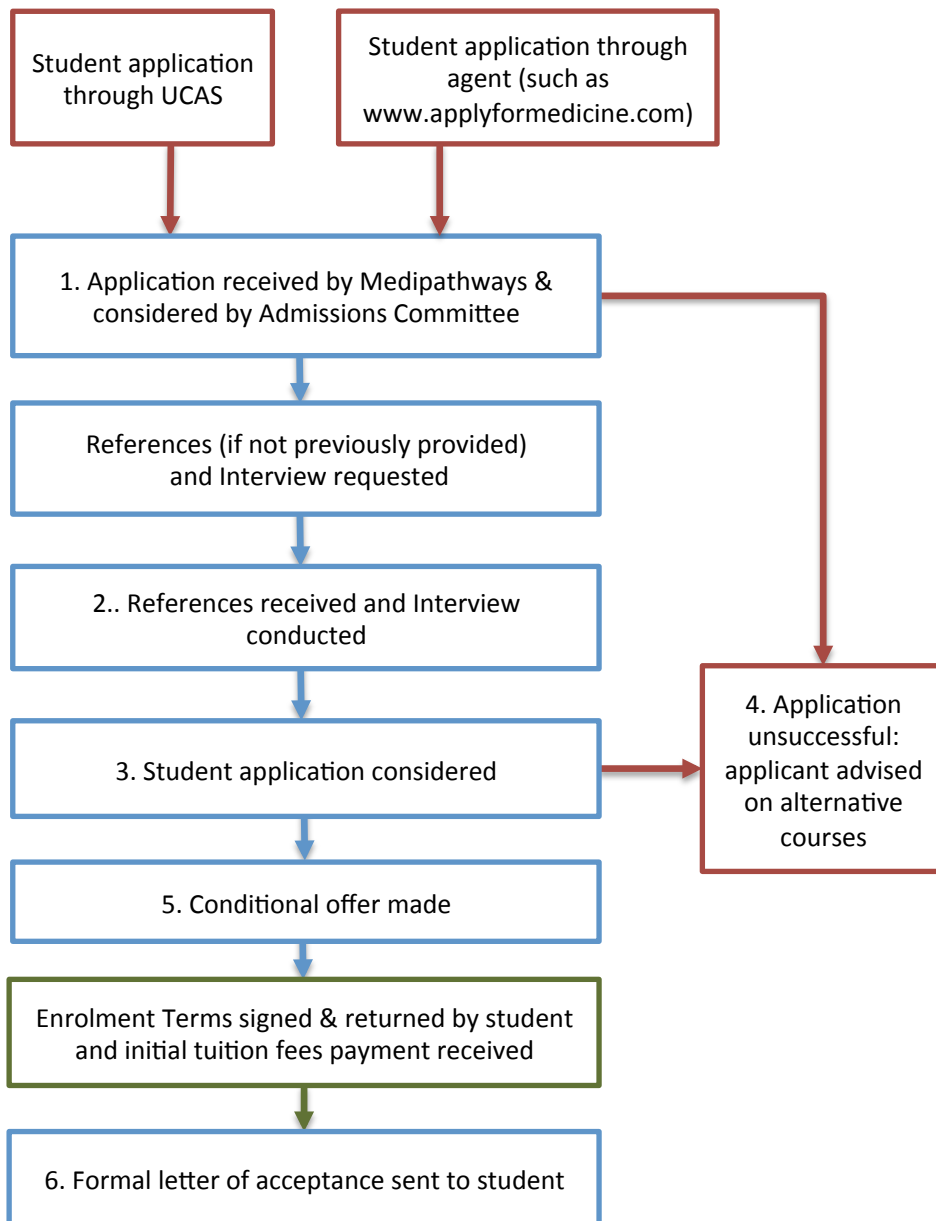 Student application
through UCAS
Student application through
agent (such as
www.applyformedicine.com)
1. Application received by Medipathways &
considered by Admissions Committee
References (if not previously provided)
and Interview requested
2.. References received and Interview
conducted
3. Student application considered
4. Application
unsuccessful:
applicant advised
on alternative
courses
5. Conditional offer made
Enrolment Terms signed & returned by student
and initial tuition fees payment received
6. Formal letter of acceptance sent to student